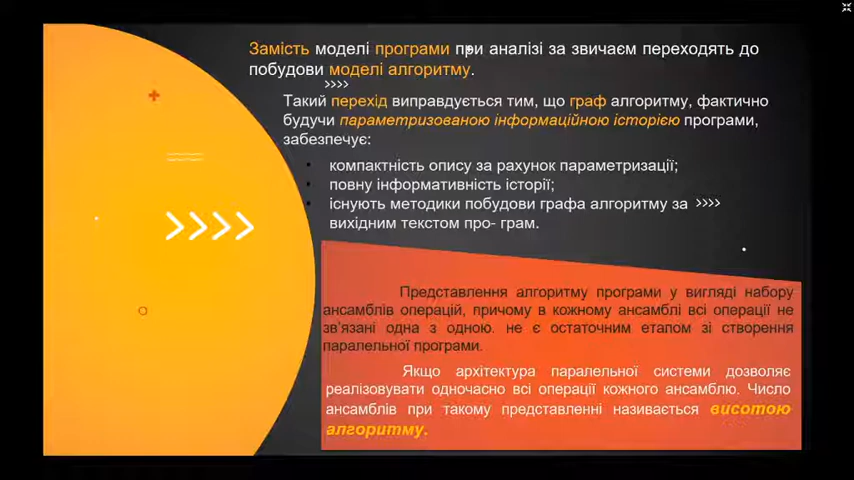 Замість моделі програми при аналізі за звичаєм переходять до
побудови моделі алгоритму.
Такий перехід виправдується тим, що граф алгоритму, фактично
будучи параметризованою інформаційною історією програми,
забезпечує:
• компактність опису за рахунок параметризації;
• повну інформативність історії;
• існують методики побудови графа алгоритму за
вихідним текстом про- грам.
Представлення алгоритму програми у вигляді набору
ансамблів операцій, причому в кожному ансамблі всі операції не
зв'язані одна з одною. не є остаточним етапом зі створення
паралельної програми.
Якщо архітектура паралельної системи дозволяє
реалізовувати одночасно всі операції кожного ансамблю. Число
ансамблів при такому представленні називається висотою
алгоритму.